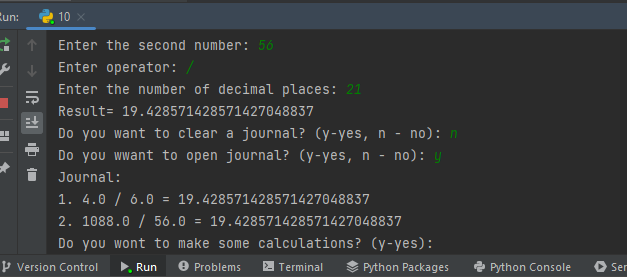 Run:
10
Enter the second number: 56
Enter operator: /
Enter the number of decimal places: 21
Result= 19.428571428571427048837
Do you want to clear a journal? (y-yes, n - no): n
Do you wwant to open journal? (y-yes, n - no): y
Journal:
1. 4.0 / 6.0 = 19.428571428571427048837
2. 1088.0 / 56.0 = 19.428571428571427048837
Do you wont to make some calculations? (y-yes):
Version Control
Run
Problems
Terminal
Python Packages
Python Console
Ser